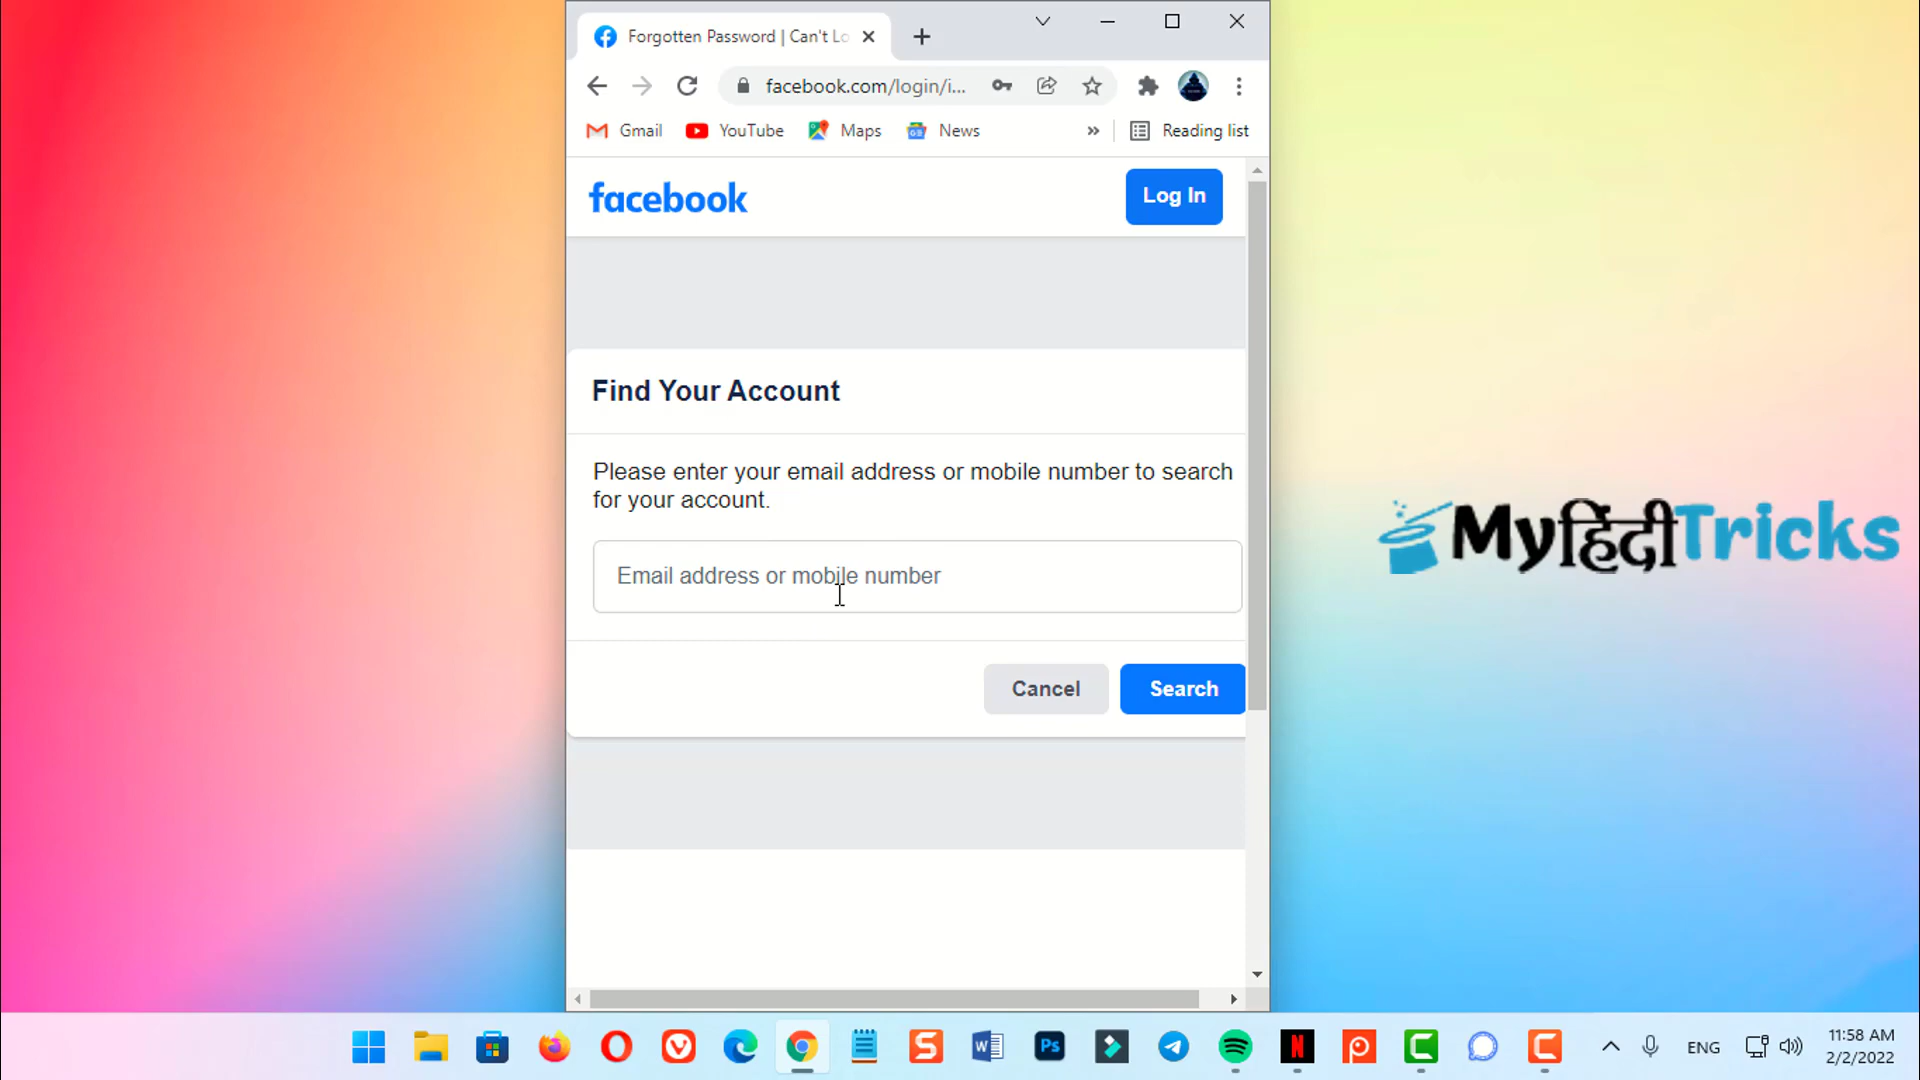 Forgotten Password | Can't Lo
facebook.com/login/i...
Gmail YouTube Maps News » Reading list
facebook
Log In
Find Your Account
Please enter your email address or mobile number to search
for your account.
Email address or mobile number
Cancel Search
MyहिंदीTricks
S W Ps N
ENG
11:58 AM
2/2/2022